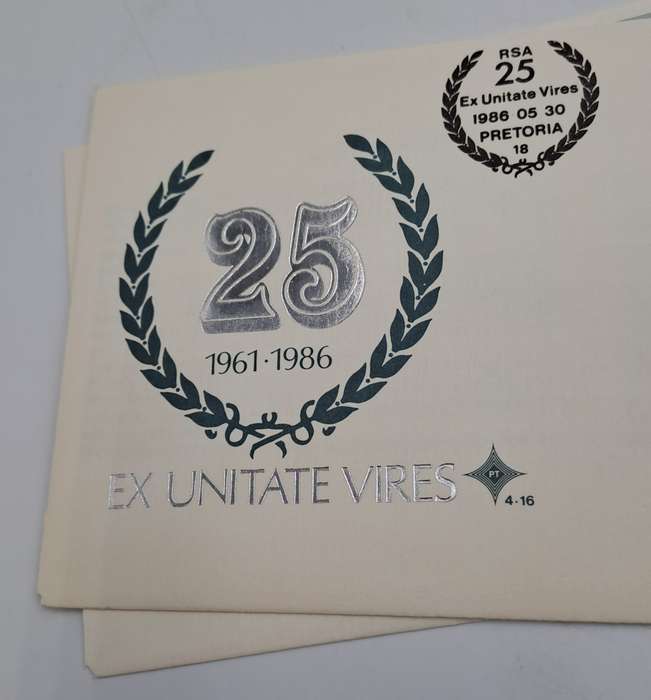 RSA
25
Ex Unitate Vires
1986 05 30
PRETORIA
18
25
1961·1986
EX UNITATE VIRES
PT
4·16